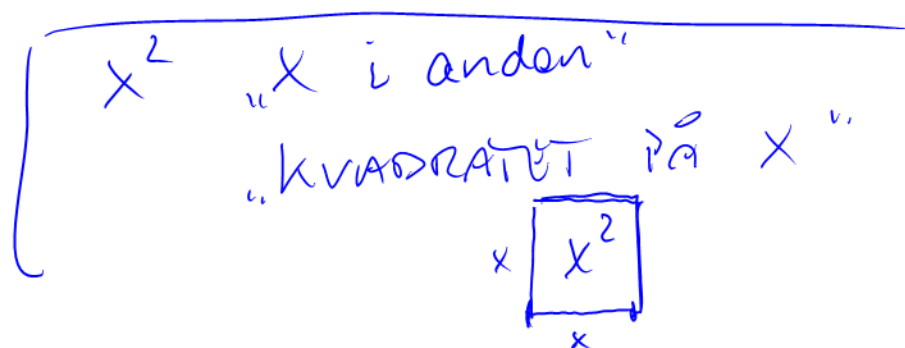 x² „x i anden“
„KVADRATET PÅ x“
x x²
x